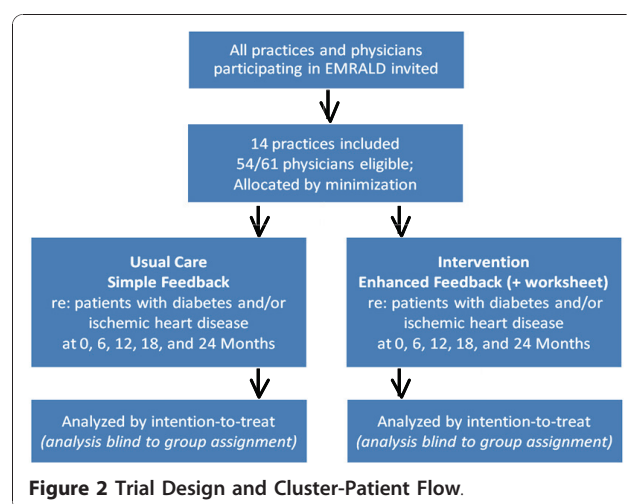 All practices and physicians
participating in EMRALD invited
14 practices included
54/61 physicians eligible;
Allocated by minimization
Usual Care
Simple Feedback
re: patients with diabetes and/or
ischemic heart disease
at 0, 6, 12, 18, and 24 Months
Intervention
Enhanced Feedback (+ worksheet)
re: patients with diabetes and/or
ischemic heart disease
at 0, 6, 12, 18, and 24 Months
Analyzed by intention-to-treat
(analysis blind to group assignment)
Analyzed by intention-to-treat
(analysis blind to group assignment)
Figure 2 Trial Design and Cluster-Patient Flow.